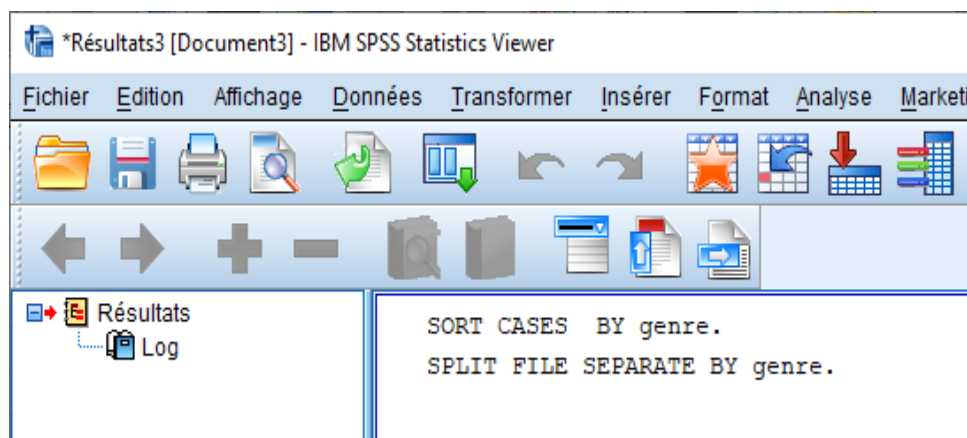 *Résultats3 [Document3] - IBM SPSS Statistics Viewer
Fichier Edition Affichage Données Transformer Insérer Format Analyse Marketi
Résultats
Log
SORT CASES  BY genre.
SPLIT FILE SEPARATE BY genre.